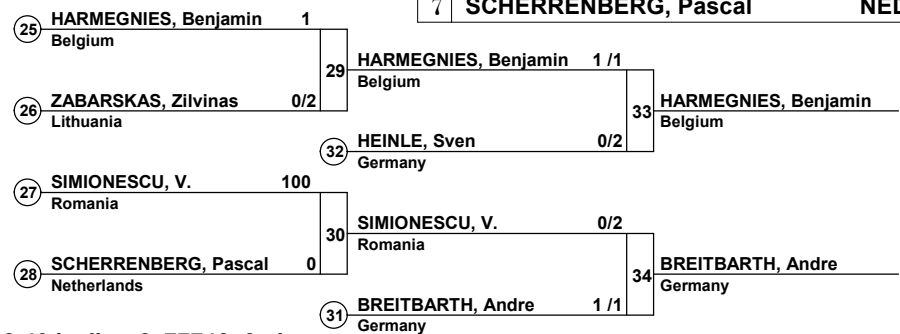 7 SCHERRENBERG, Pascal
25 HARMEGNIES, Benjamin 1
Belgium
29 HARMEGNIES, Benjamin 1 /1
Belgium
26 ZABARSKAS, Zilvinas 0/2
Lithuania
33 HARMEGNIES, Benjamin
Belgium
32 HEINLE, Sven 0/2
Germany
27 SIMIONESCU, V. 100
Romania
30 SIMIONESCU, V. 0/2
Romania
28 SCHERRENBERG, Pascal 0
Netherlands
34 BREITBARTH, Andre
Germany
31 BREITBARTH, Andre 1 /1
Germany